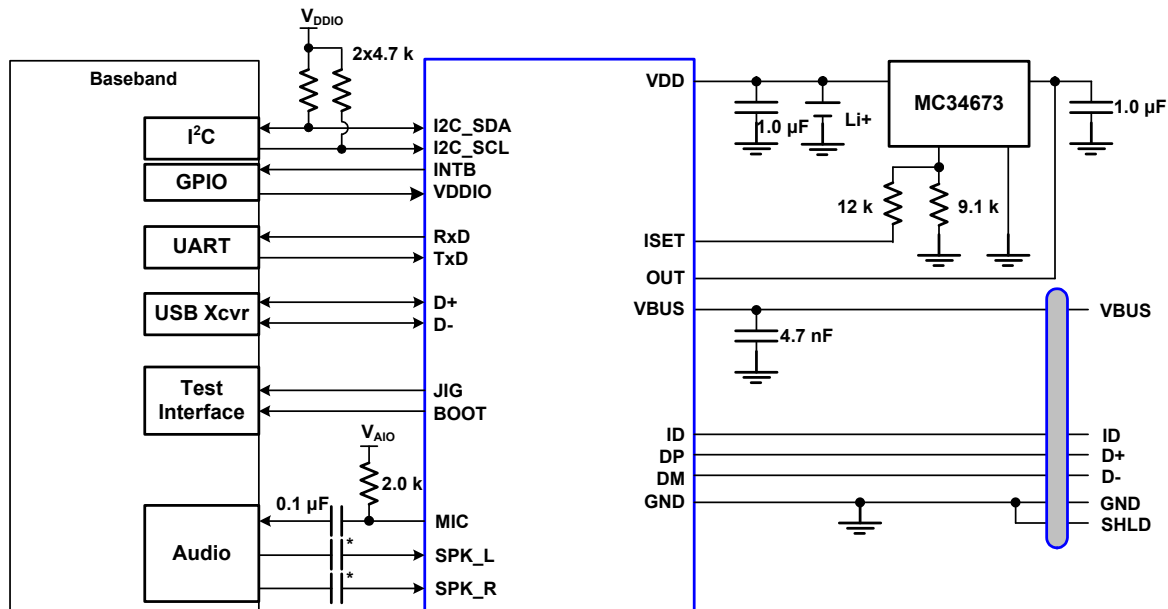 V_DDIO
2x4.7 k
Baseband
I²C
GPIO
UART
USB Xcvr
Test
Interface
Audio
I2C_SDA
I2C_SCL
INTB
VDDIO
RxD
TxD
D+
D-
JIG
BOOT
V_AIO
2.0 k
0.1 µF
MIC
*
SPK_L
*
SPK_R
VDD
1.0 µF
Li+
MC34673
1.0 µF
12 k
9.1 k
ISET
OUT
VBUS
4.7 nF
VBUS
ID
DP
DM
GND
ID
D+
D-
GND
SHLD